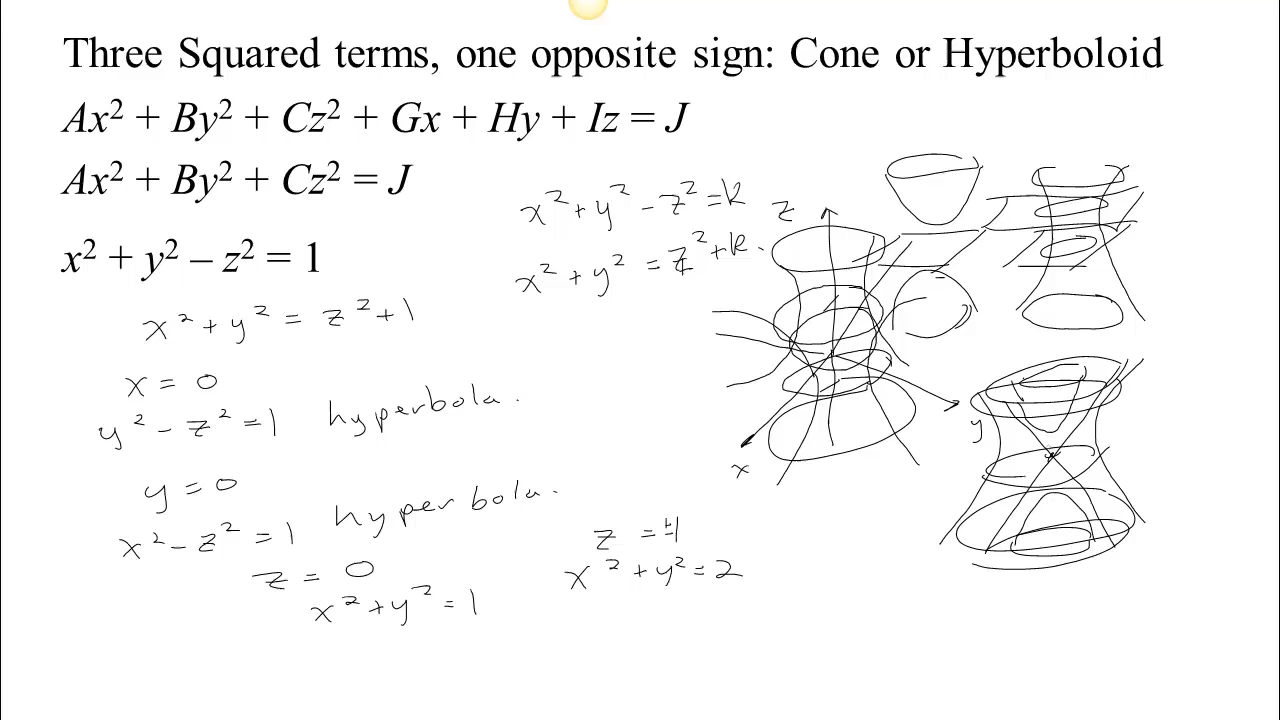 Three Squared terms, one opposite sign: Cone or Hyperboloid
Ax² + By² + Cz² + Gx + Hy + Iz = J
Ax² + By² + Cz² = J
x² + y² – z² = 1
x² + y² = z² + 1
x = 0
y² - z² = 1 hyperbola.
y = 0
x² - z² = 1 hyperbola.
z = 0
x² + y² = 1
x² + y² - z² = k
x² + y² = z² + k.
z = ±1
x² + y² = 2
z
y
x